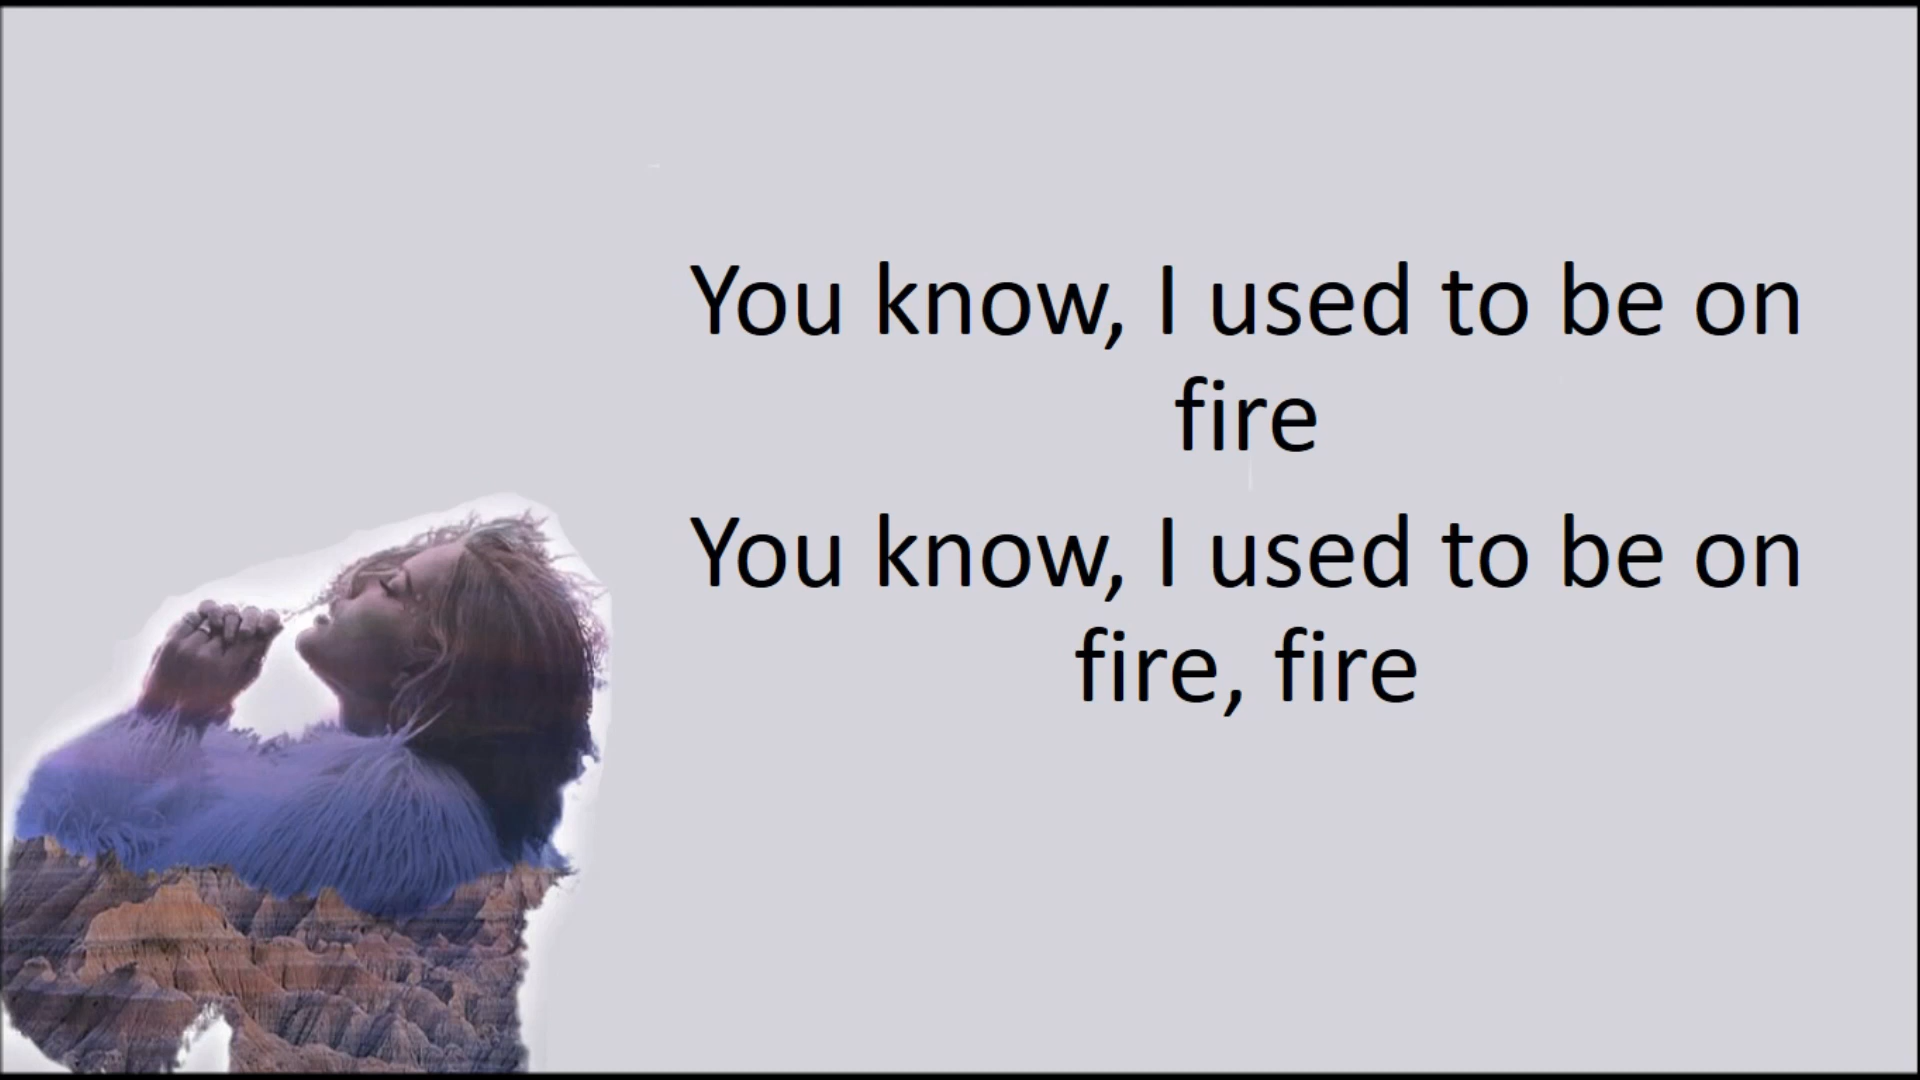 You know, I used to be on
fire
You know, I used to be on
fire, fire